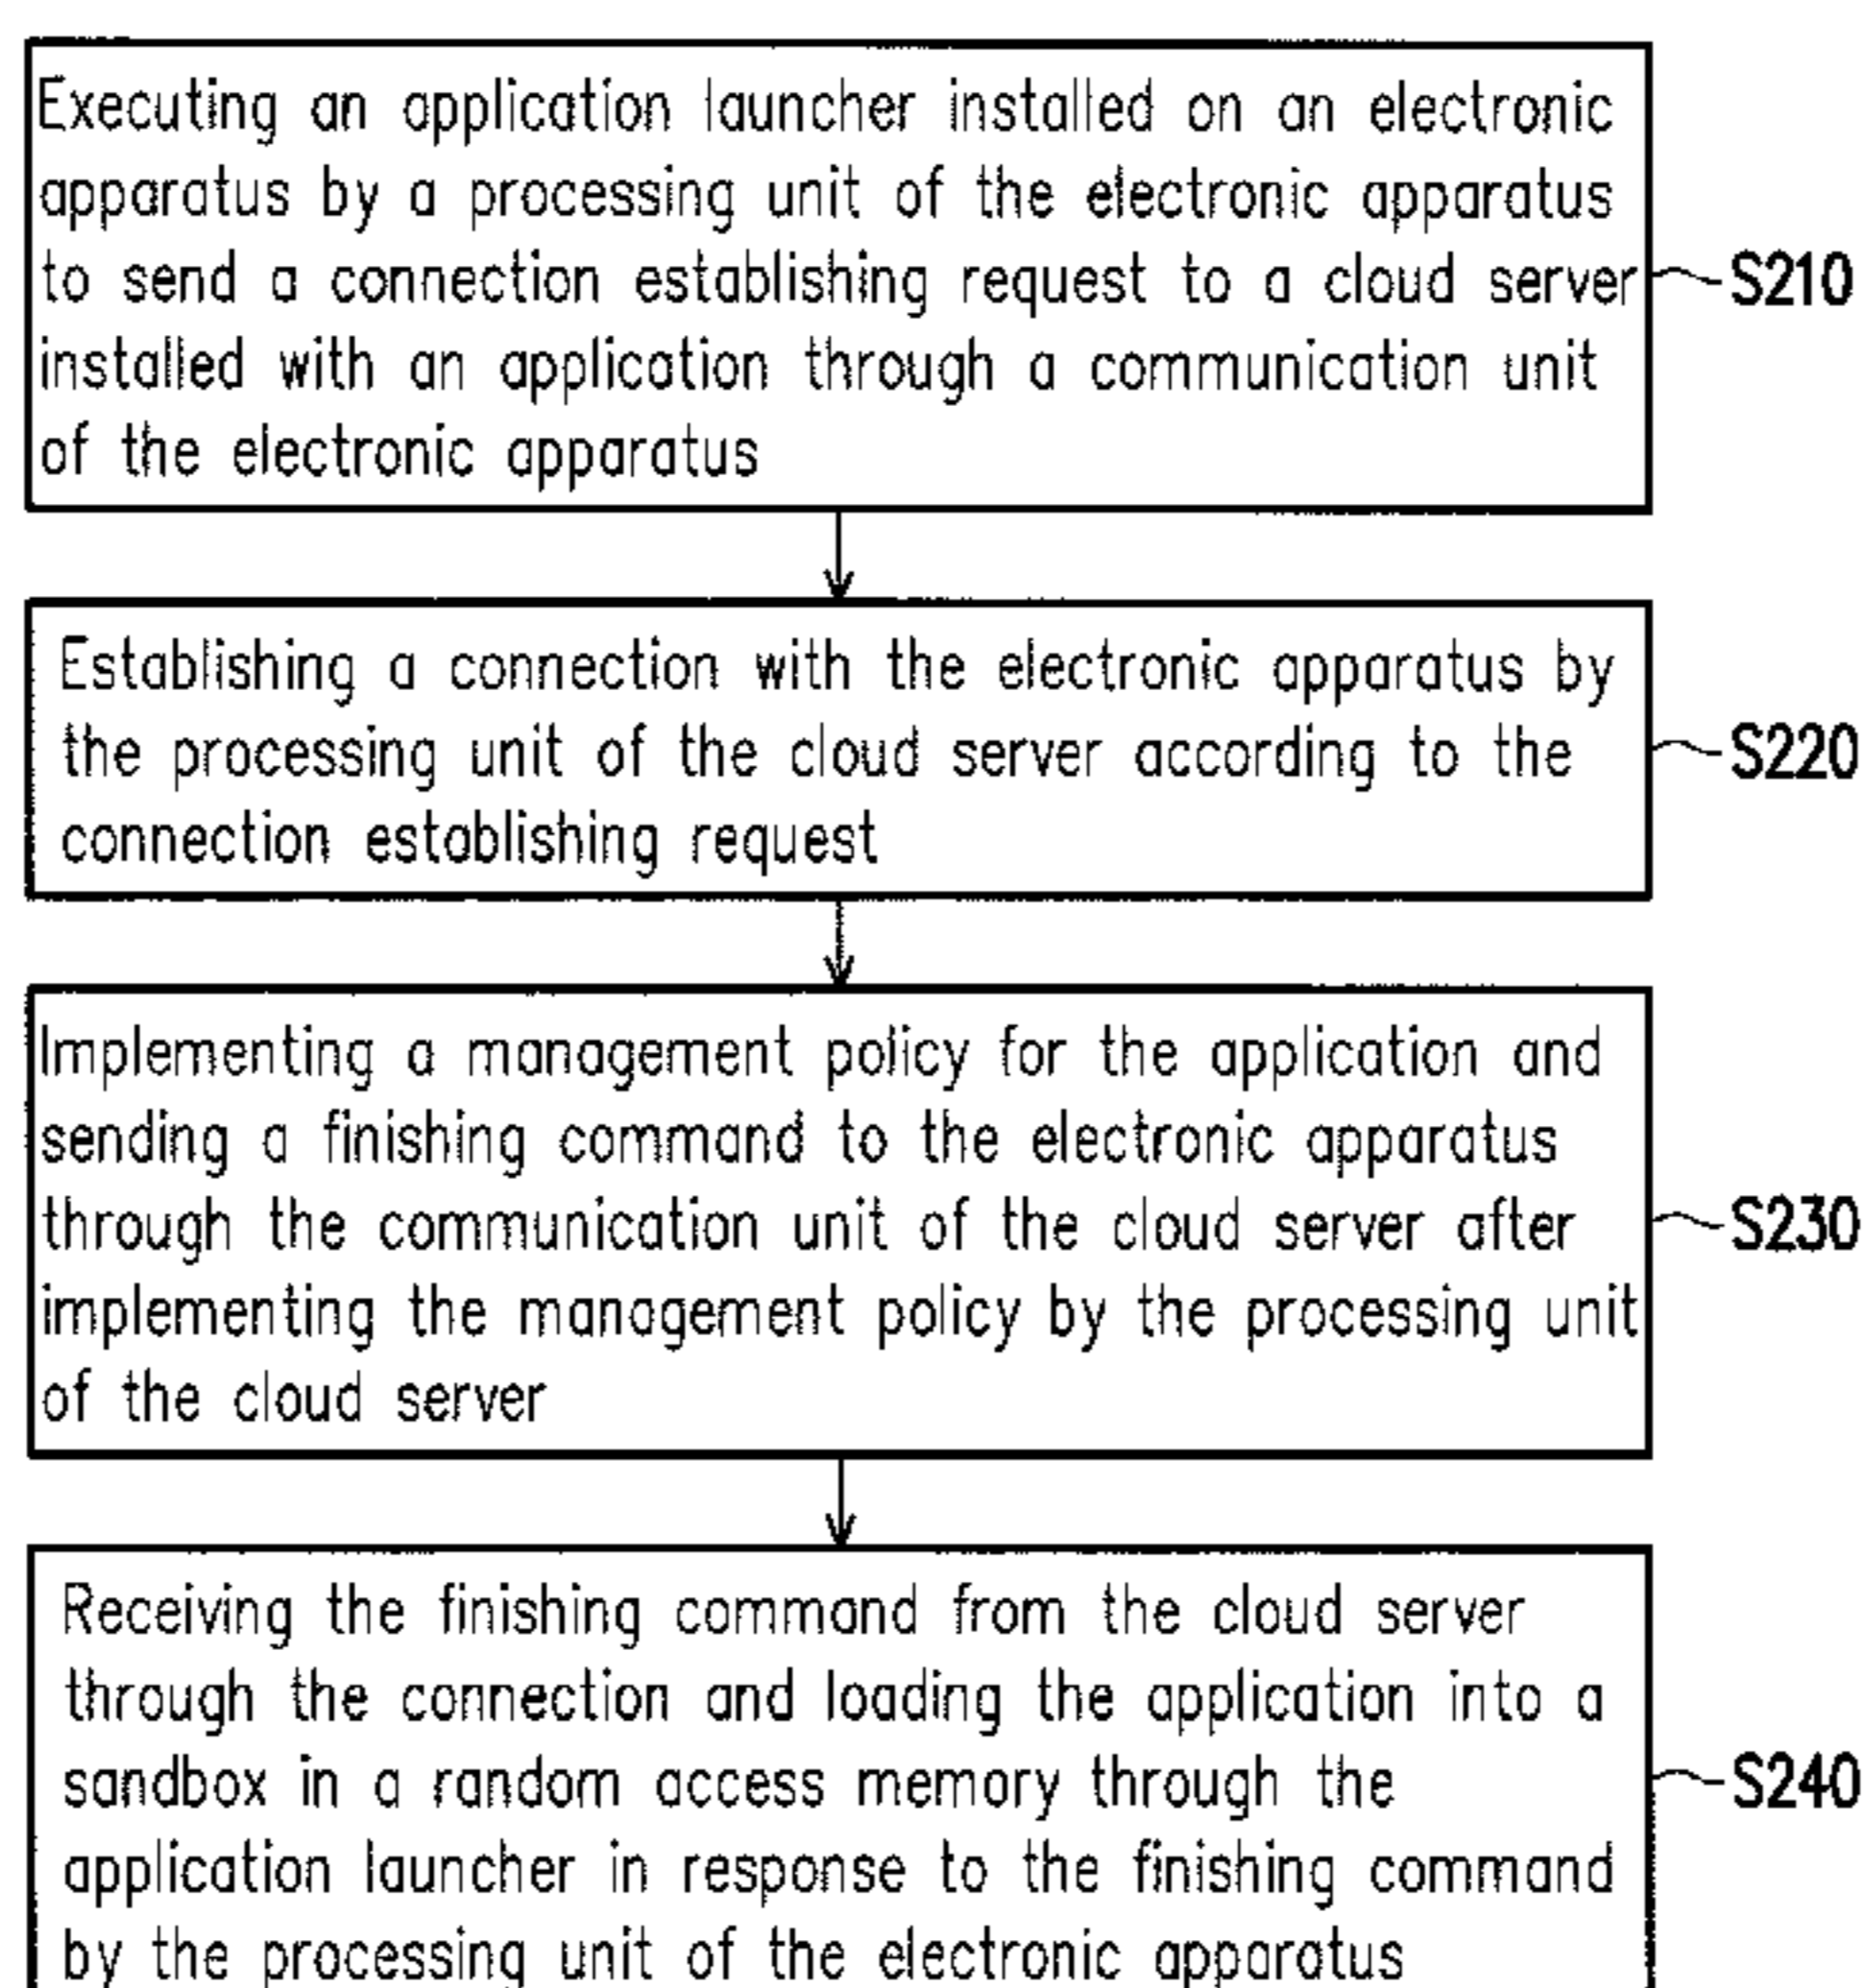 Executing an application launcher installed on an electronic
apparatus by a processing unit of the electronic apparatus
to send a connection establishing request to a cloud server
installed with an application through a communication unit
of the electronic apparatus
S210
Establishing a connection with the electronic apparatus by
the processing unit of the cloud server according to the
connection establishing request
S220
Implementing a management policy for the application and
sending a finishing command to the electronic apparatus
through the communication unit of the cloud server after
implementing the management policy by the processing unit
of the cloud server
S230
Receiving the finishing command from the cloud server
through the connection and loading the application into a
sandbox in a random access memory through the
application launcher in response to the finishing command
by the processing unit of the electronic apparatus
S240